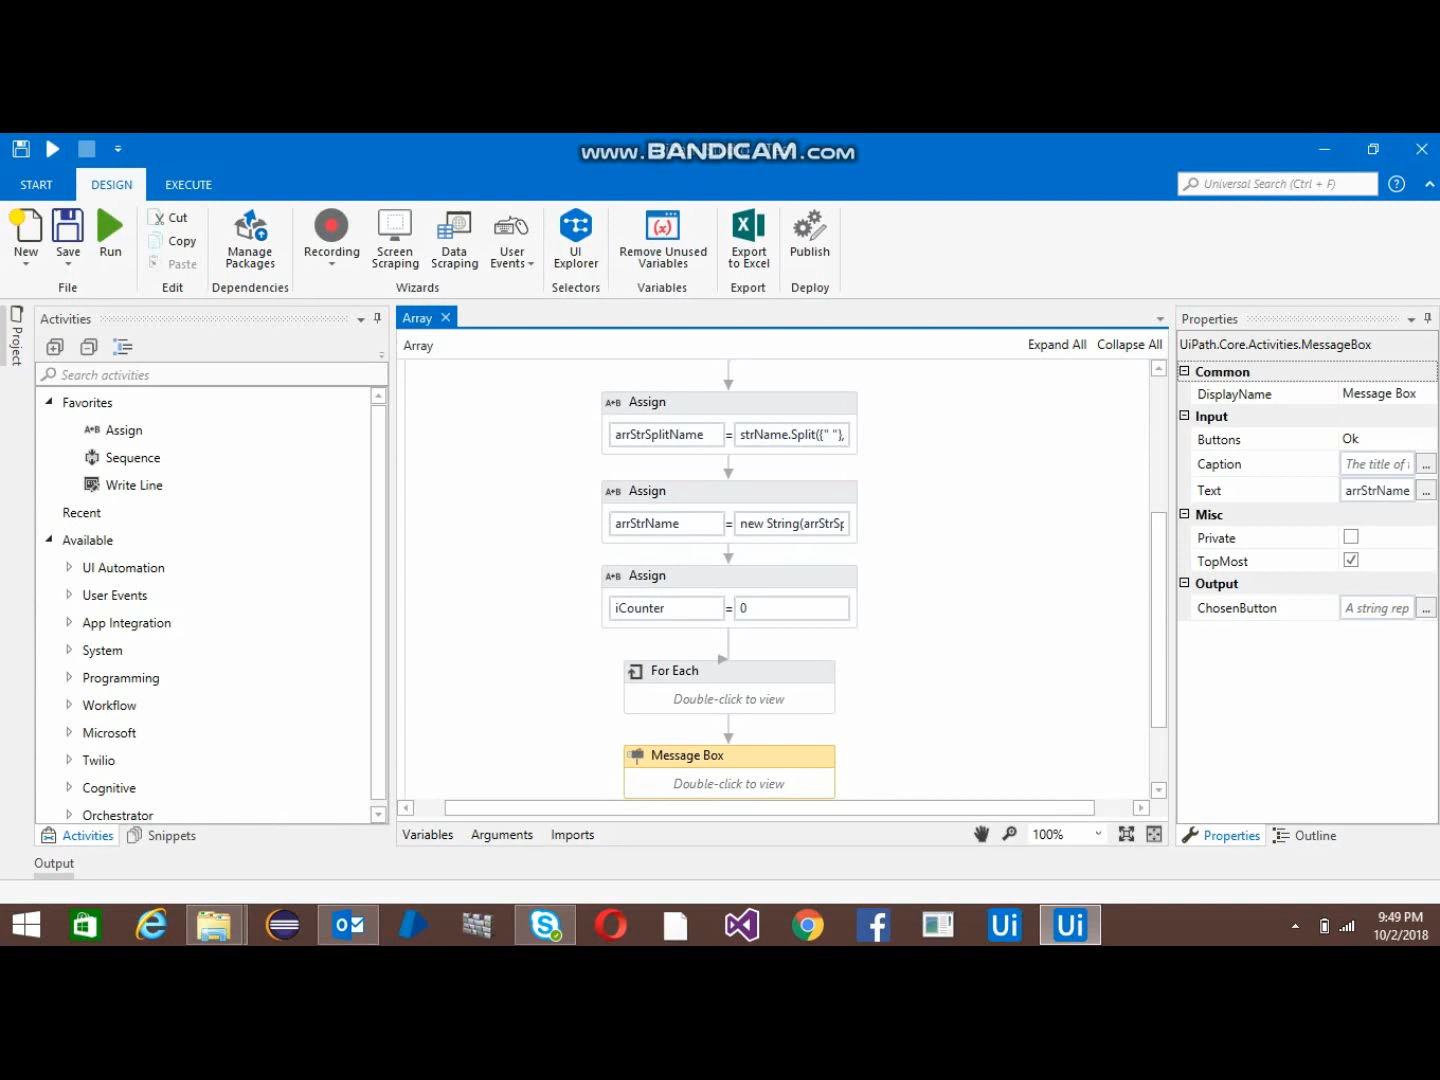 www.BANDICAM.com
START
DESIGN
EXECUTE
Universal Search (Ctrl + F)
New
Save
Run
Cut
Copy
Paste
Manage
Packages
Recording
Screen
Scraping
Data
Scraping
User
Events
UI
Explorer
Remove Unused
Variables
Export
to Excel
Publish
File
Edit
Dependencies
Wizards
Selectors
Variables
Export
Deploy
Project
Activities
Search activities
Favorites
Assign
Sequence
Write Line
Recent
Available
UI Automation
User Events
App Integration
System
Programming
Workflow
Microsoft
Twilio
Cognitive
Orchestrator
Activities
Snippets
Output
Array
Array
Expand All
Collapse All
A+B Assign
arrStrSplitName = strName.Split({" "},
A+B Assign
arrStrName = new String(arrStrSp
A+B Assign
iCounter = 0
For Each
Double-click to view
Message Box
Double-click to view
Variables
Arguments
Imports
100%
Properties
UiPath.Core.Activities.MessageBox
Common
DisplayName Message Box
Input
Buttons Ok
Caption The title of
Text arrStrName
Misc
Private
TopMost
Output
ChosenButton A string rep
Properties
Outline
Ui
Ui
9:49 PM
10/2/2018